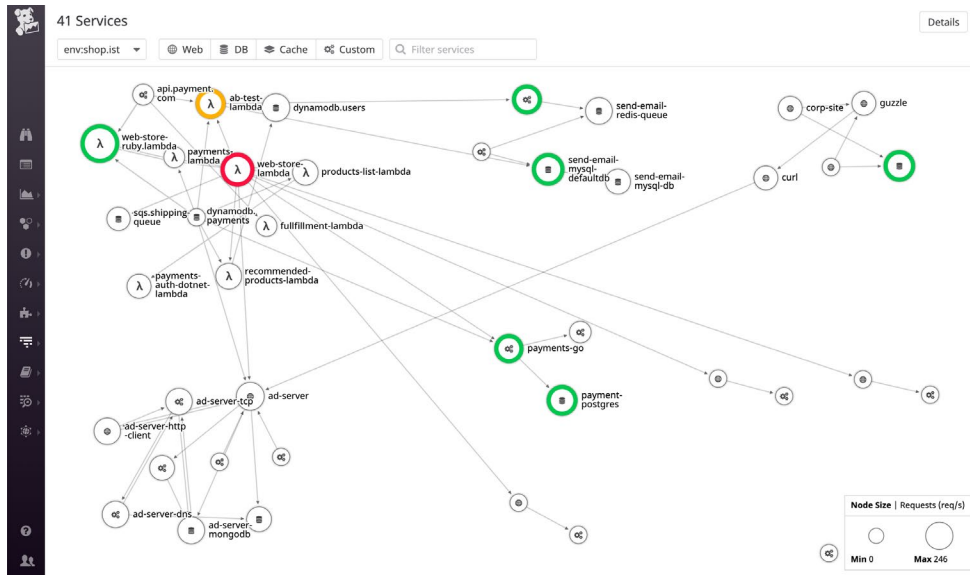 41 Services
Details
env:shop.ist
Web
DB
Cache
Custom
Filter services
api.payment.
com
ab-test-
lambda
dynamodb.users
send-email-
redis-queue
corp-site
guzzle
web-store-
ruby.lambda
payments-
lambda
web-store-
lambda
products-list-lambda
send-email-
mysql-
defaultdb
send-email-
mysql-db
curl
sqs.shipping-
queue
dynamodb.
payments
fullfillment-lambda
payments-
auth-dotnet-
lambda
recommended-
products-lambda
payments-go
payment-
postgres
ad-server
ad-server-tcp
ad-server-http
-client
ad-server-dns
ad-server-
mongodb
Node Size | Requests (req/s)
Min 0
Max 246